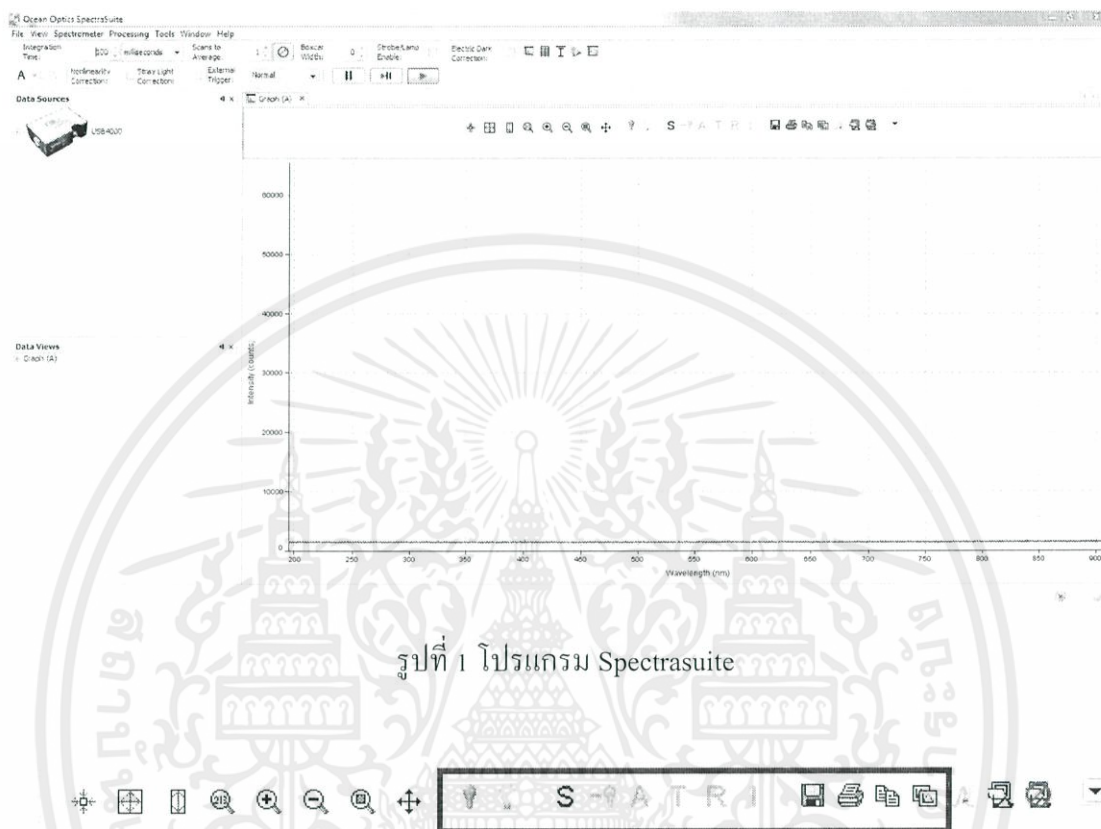 Ocean Optics SpectraSuite
File View Spectrometer Processing Tools Window Help
Integration Time: 100 milliseconds Scans to Average: 1 Boxcar Width: 0 Strobe/Lamp Enable: Electric Dark Correction:
A Nonlinearity Correction: Stray Light Correction: External Trigger: Normal
Data Sources
Graph (A)
USB4000
S A T R I
60000
50000
40000
30000
20000
10000
0
Intensity (counts)
200 250 300 350 400 450 500 550 600 650 700 750 800 850 900
Wavelength (nm)
Data Views
Graph (A)
รูปที่ 1 โปรแกรม Spectrasuite
S A T R I